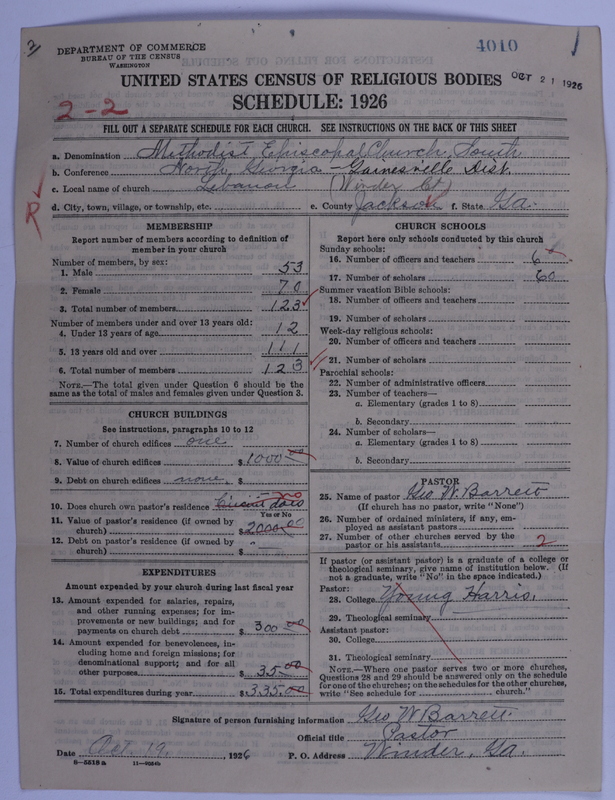 2
DEPARTMENT OF COMMERCE
BUREAU OF THE CENSUS
WASHINGTON
4010
UNITED STATES CENSUS OF RELIGIOUS BODIES
OCT 21 1926
2-2
SCHEDULE: 1926
FILL OUT A SEPARATE SCHEDULE FOR EACH CHURCH. SEE INSTRUCTIONS ON THE BACK OF THIS SHEET
a. Denomination Methodist Episcopal Church, South
b. Conference North Georgia - Gainesville Dist.
c. Local name of church Lebanon (Winder Ct)
d. City, town, village, or township, etc. e. County Jackson f. State Ga.
R
MEMBERSHIP
Report number of members according to definition of
member in your church
Number of members, by sex:
1. Male 53
2. Female 70
3. Total number of members 123
Number of members under and over 13 years old:
4. Under 13 years of age 12
5. 13 years old and over 111
6. Total number of members 123
NOTE.—The total given under Question 6 should be the
same as the total of males and females given under Question 3.
CHURCH BUILDINGS
See instructions, paragraphs 10 to 12
7. Number of church edifices one
8. Value of church edifices $1000.00
9. Debt on church edifices none $
10. Does church own pastor's residence
Yes or No
11. Value of pastor's residence (if owned by
church) $2000.00
12. Debt on pastor's residence (if owned by
church) $
EXPENDITURES
Amount expended by your church during last fiscal year
13. Amount expended for salaries, repairs,
and other running expenses; for im-
provements or new buildings; and for
payments on church debt $300.00
14. Amount expended for benevolences, in-
cluding home and foreign missions; for
denominational support; and for all
other purposes $35.00
15. Total expenditures during year $335.00
CHURCH SCHOOLS
Report here only schools conducted by this church
Sunday schools:
16. Number of officers and teachers 6
17. Number of scholars 60
Summer vacation Bible schools:
18. Number of officers and teachers
19. Number of scholars
Week-day religious schools:
20. Number of officers and teachers
21. Number of scholars
Parochial schools:
22. Number of administrative officers
23. Number of teachers—
a. Elementary (grades 1 to 8)
b. Secondary
24. Number of scholars—
a. Elementary (grades 1 to 8)
b. Secondary
PASTOR
25. Name of pastor Geo W. Barrett
(If church has no pastor, write "None")
26. Number of ordained ministers, if any, em-
ployed as assistant pastors
27. Number of other churches served by the
pastor or his assistants 2
If pastor (or assistant pastor) is a graduate of a college or
theological seminary, give name of institution below. (If
not a graduate, write "No" in the space indicated.)
Pastor:
28. College Young Harris.
29. Theological seminary
Assistant pastor:
30. College
31. Theological seminary
NOTE.—Where one pastor serves two or more churches,
Questions 28 and 29 should be answered only on the schedule
for one of the churches; on the schedules for the other churches,
write "See schedule for church."
Signature of person furnishing information Geo W Barrett
Official title Pastor
Date Oct 19, 1926 P. O. Address Winder, Ga.
8—5518a 11—9084b